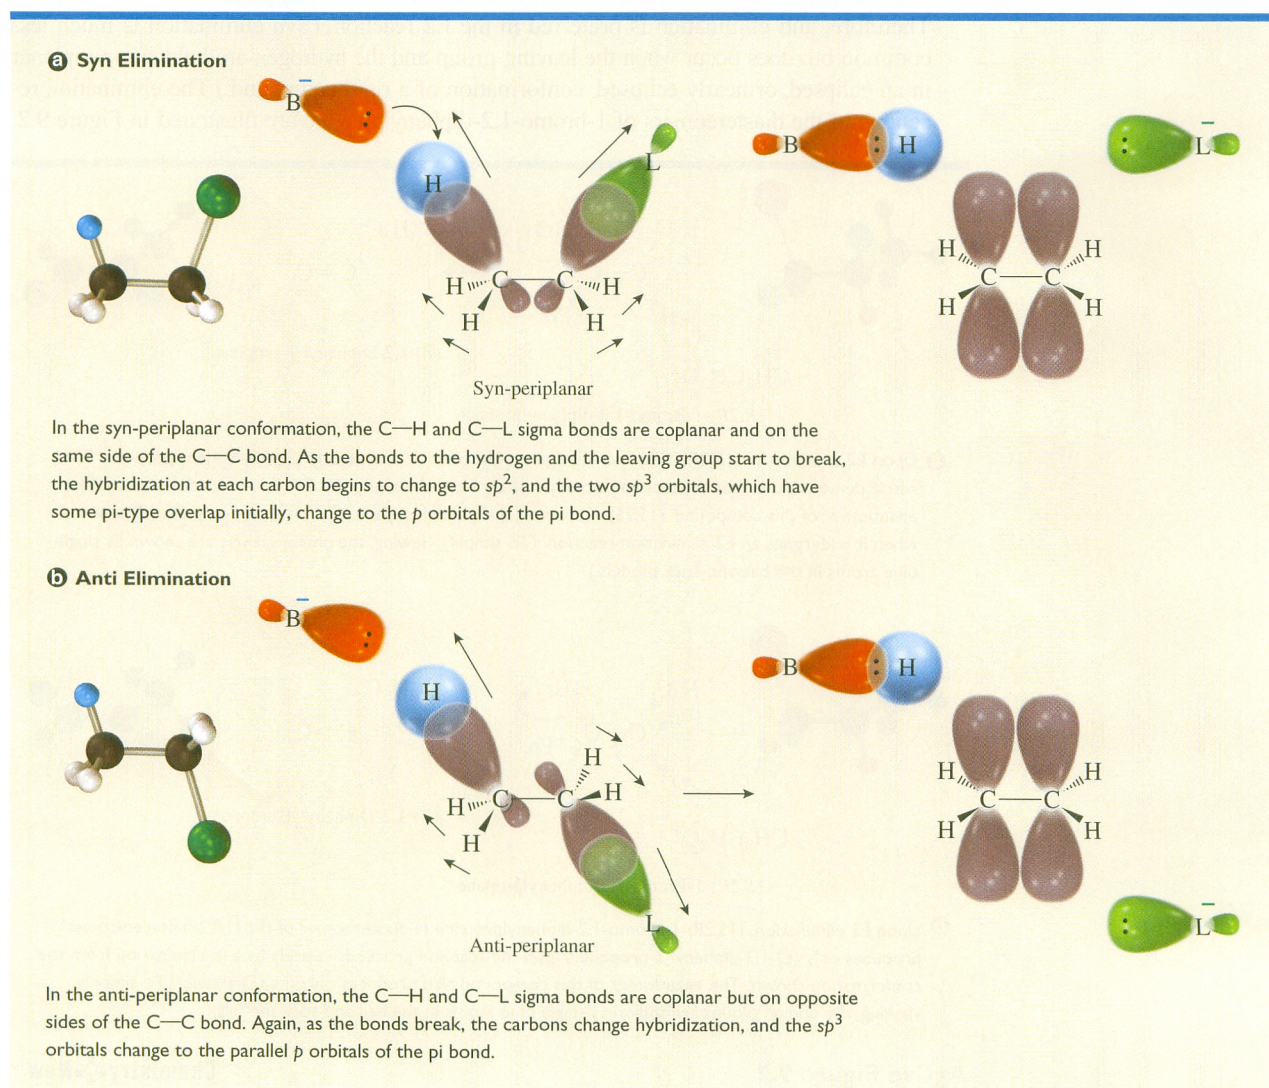 a Syn Elimination
B −
H
L
H C C H
H H
Syn-periplanar
B H
L −
H H
C C
H H
In the syn-periplanar conformation, the C—H and C—L sigma bonds are coplanar and on the
same side of the C—C bond. As the bonds to the hydrogen and the leaving group start to break,
the hybridization at each carbon begins to change to sp², and the two sp³ orbitals, which have
some pi-type overlap initially, change to the p orbitals of the pi bond.
b Anti Elimination
B −
H
H
H C C H
H
L
Anti-periplanar
B H
H H
C C
H H
L −
In the anti-periplanar conformation, the C—H and C—L sigma bonds are coplanar but on opposite
sides of the C—C bond. Again, as the bonds break, the carbons change hybridization, and the sp³
orbitals change to the parallel p orbitals of the pi bond.